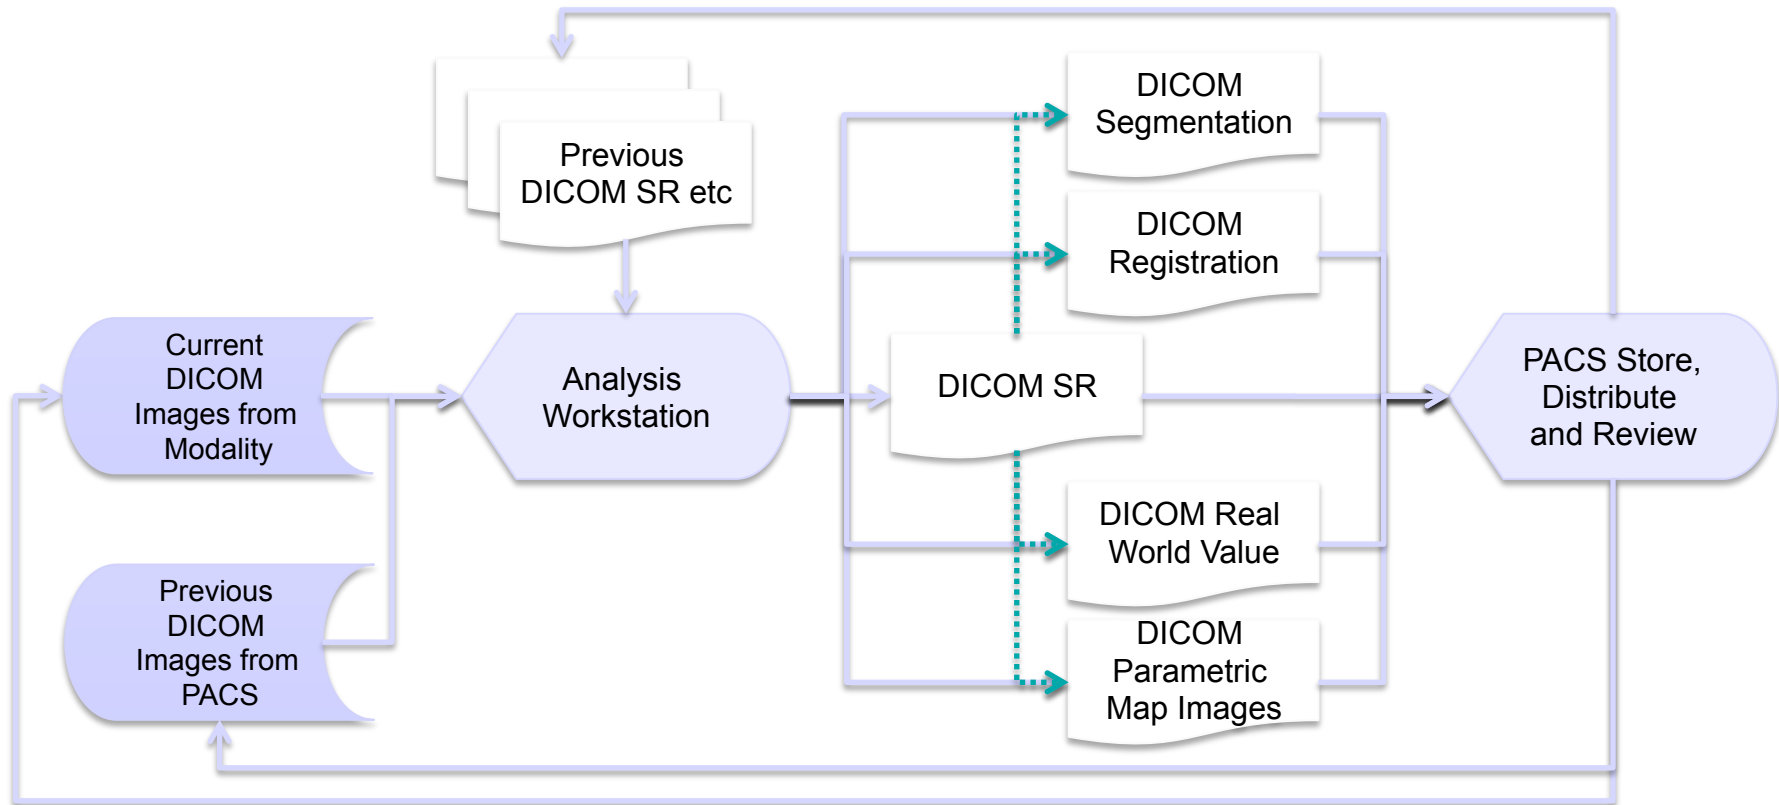 Previous
DICOM SR etc
Current
DICOM
Images from
Modality
Previous
DICOM
Images from
PACS
Analysis
Workstation
DICOM SR
DICOM
Segmentation
DICOM
Registration
DICOM Real
World Value
DICOM
Parametric
Map Images
PACS Store,
Distribute
and Review